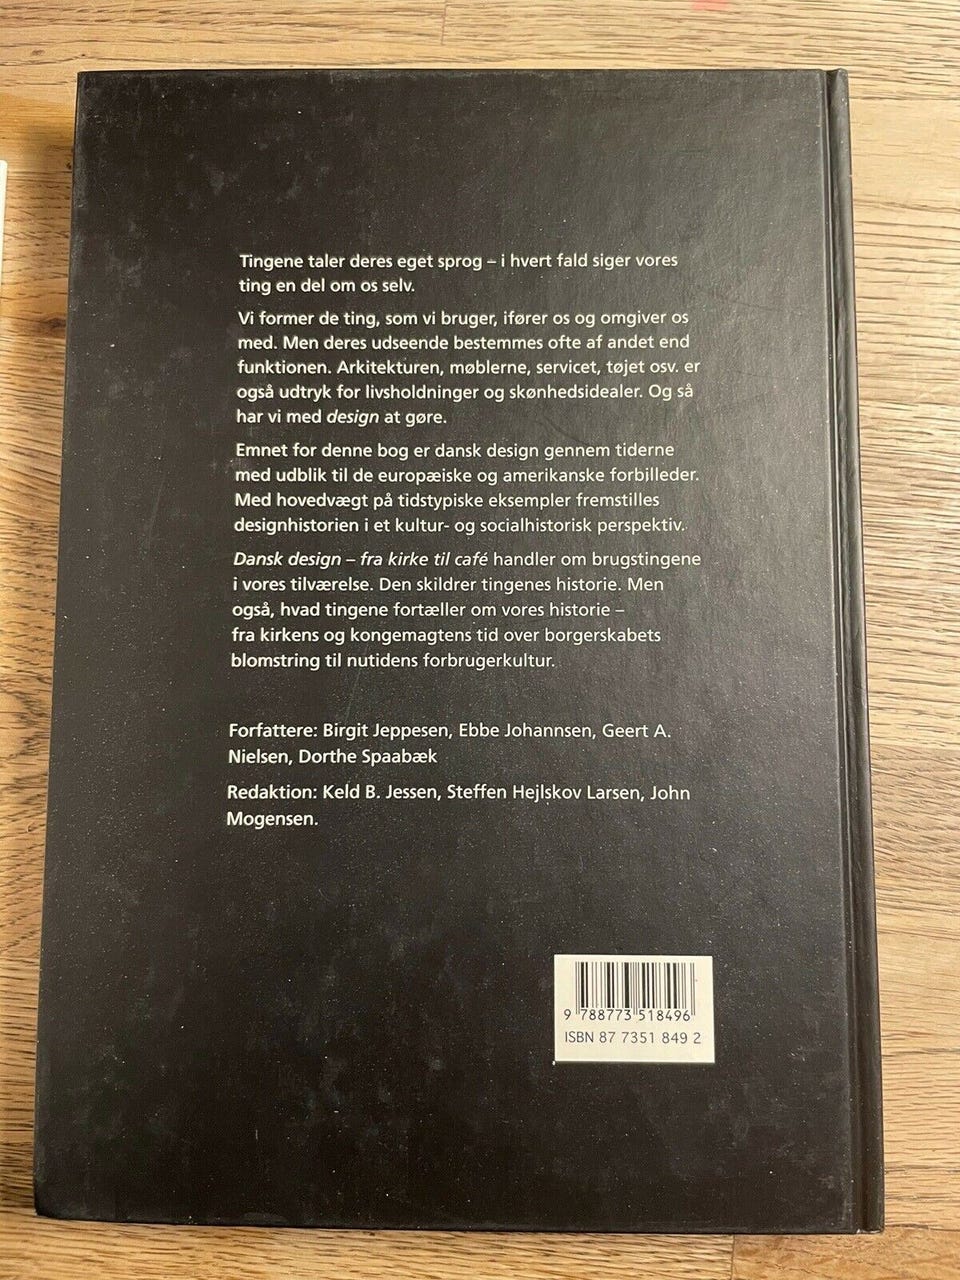 Tingene taler deres eget sprog – i hvert fald siger vores
ting en del om os selv.
Vi former de ting, som vi bruger, ifører os og omgiver os
med. Men deres udseende bestemmes ofte af andet end
funktionen. Arkitekturen, møblerne, servicet, tøjet osv. er
også udtryk for livsholdninger og skønhedsidealer. Og så
har vi med design at gøre.
Emnet for denne bog er dansk design gennem tiderne
med udblik til de europæiske og amerikanske forbilleder.
Med hovedvægt på tidstypiske eksempler fremstilles
designhistorien i et kultur- og socialhistorisk perspektiv.
Dansk design – fra kirke til café handler om brugstingene
i vores tilværelse. Den skildrer tingenes historie. Men
også, hvad tingene fortæller om vores historie –
fra kirkens og kongemagtens tid over borgerskabets
blomstring til nutidens forbrugerkultur.
Forfattere: Birgit Jeppesen, Ebbe Johannsen, Geert A.
Nielsen, Dorthe Spaabæk
Redaktion: Keld B. Jessen, Steffen Hejlskov Larsen, John
Mogensen.
9 788773 518496
ISBN 87 7351 849 2